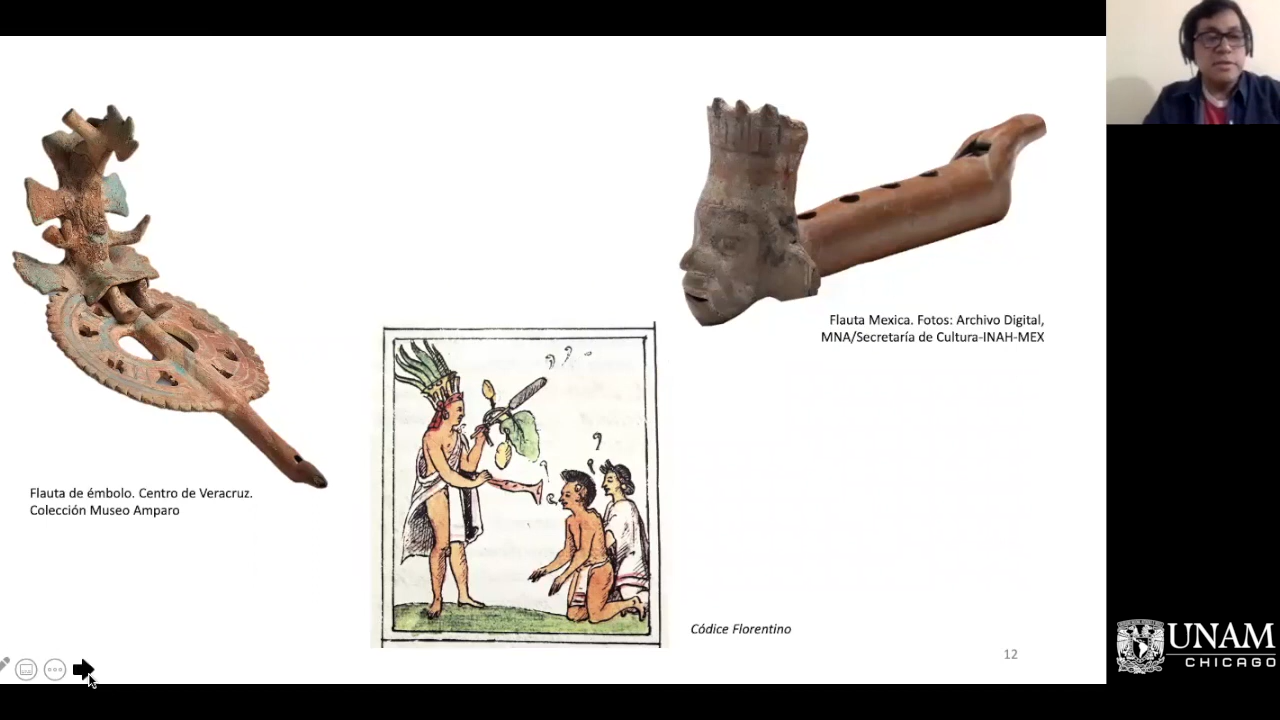 Flauta Mexica. Fotos: Archivo Digital,
MNA/Secretaría de Cultura-INAH-MEX
Flauta de émbolo. Centro de Veracruz.
Colección Museo Amparo
Códice Florentino
12
UNAM
CHICAGO